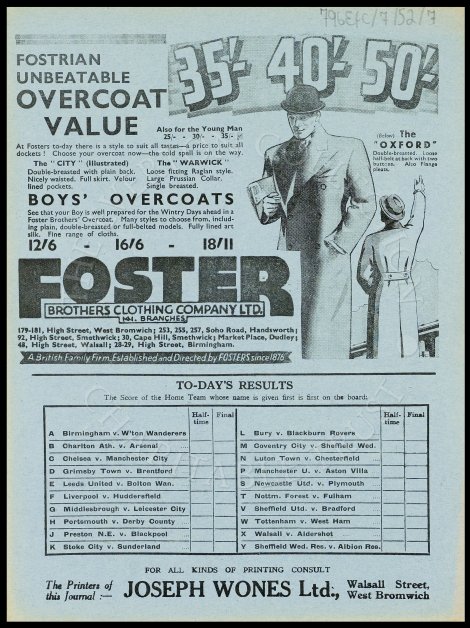 796EFC/7/52/7
FOSTRIAN
UNBEATABLE
OVERCOAT
VALUE
35/- 40/- 50/-
Also for the Young Man
25/- - 30/- - 35/-
At Fosters to-day there is a style to suit all tastes—a price to suit all
pockets! Choose your overcoat now—the cold spell is on the way.
The "CITY" (Illustrated)
Double-breasted with plain back.
Nicely waisted. Full skirt. Velour
lined pockets.
The "WARWICK"
Loose fitting Raglan style.
Large Prussian Collar.
Single breasted.
(Below) The
"OXFORD"
Double-breasted. Loose
half-belt at back with two
buttons. Also Flange
pleats.
BOYS' OVERCOATS
See that your Boy is well prepared for the Wintry Days ahead in a
Foster Brothers' Overcoat. Many styles to choose from, includ-
ing plain, double-breasted or full-belted models. Fully lined art
silk. Fine range of cloths.
12/6 - 16/6 - 18/11
FOSTER
BROTHERS CLOTHING COMPANY LTD.
141, BRANCHES
179-181, High Street, West Bromwich; 253, 255, 257, Soho Road, Handsworth;
92, High Street, Smethwick; 30, Cape Hill, Smethwick; Market Place, Dudley;
48, High Street, Walsall; 28-29, High Street, Birmingham.
A British Family Firm. Established and Directed by FOSTERS since 1876
TO-DAY'S RESULTS
The Score of the Home Team whose name is given first is first on the board:
Half-time Final Half-time Final
A Birmingham v. W'ton Wanderers
B Charlton Ath. v. Arsenal
C Chelsea v. Manchester City
D Grimsby Town v. Brentford
E Leeds United v. Bolton Wan.
F Liverpool v. Huddersfield
G Middlesbrough v. Leicester City
H Portsmouth v. Derby County
J Preston N.E. v. Blackpool
K Stoke City v. Sunderland
L Bury v. Blackburn Rovers
M Coventry City v. Sheffield Wed.
N Luton Town v. Chesterfield
P Manchester U. v. Aston Villa
S Newcastle Utd. v. Plymouth
T Nottm. Forest v. Fulham
V Sheffield Utd. v. Bradford
W Tottenham v. West Ham
X Walsall v. Aldershot
Y Sheffield Wed. Res. v. Albion Res.
FOR ALL KINDS OF PRINTING CONSULT
The Printers of
this Journal :—
JOSEPH WONES Ltd.,
Walsall Street,
West Bromwich